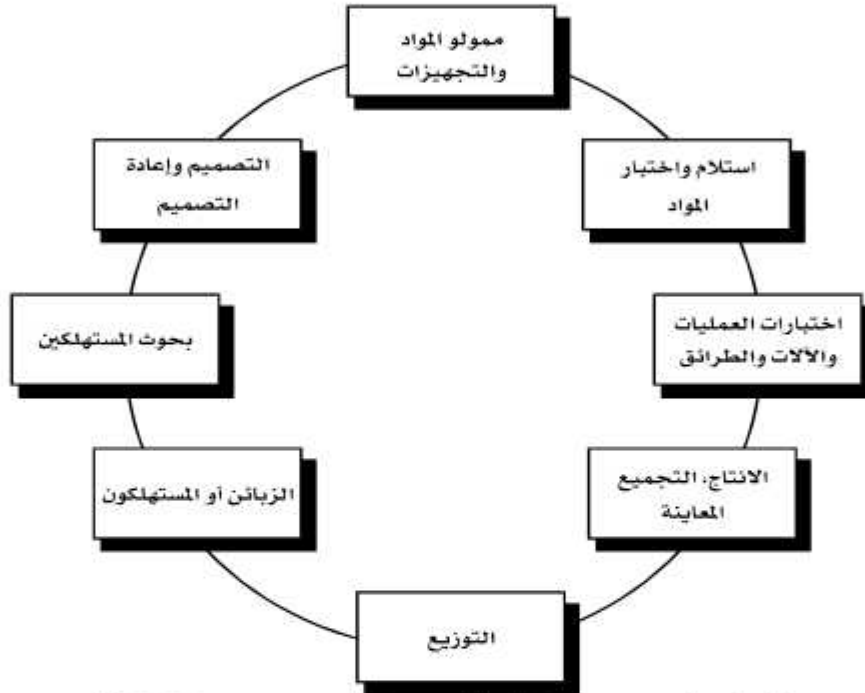 ممولو المواد
والتجهيزات
استلام واختبار
المواد
اختبارات العمليات
والآلات والطرائق
الانتاج، التجميع
المعاينة
التوزيع
الزبائن أو المستهلكون
بحوث المستهلكين
التصميم وإعادة
التصميم